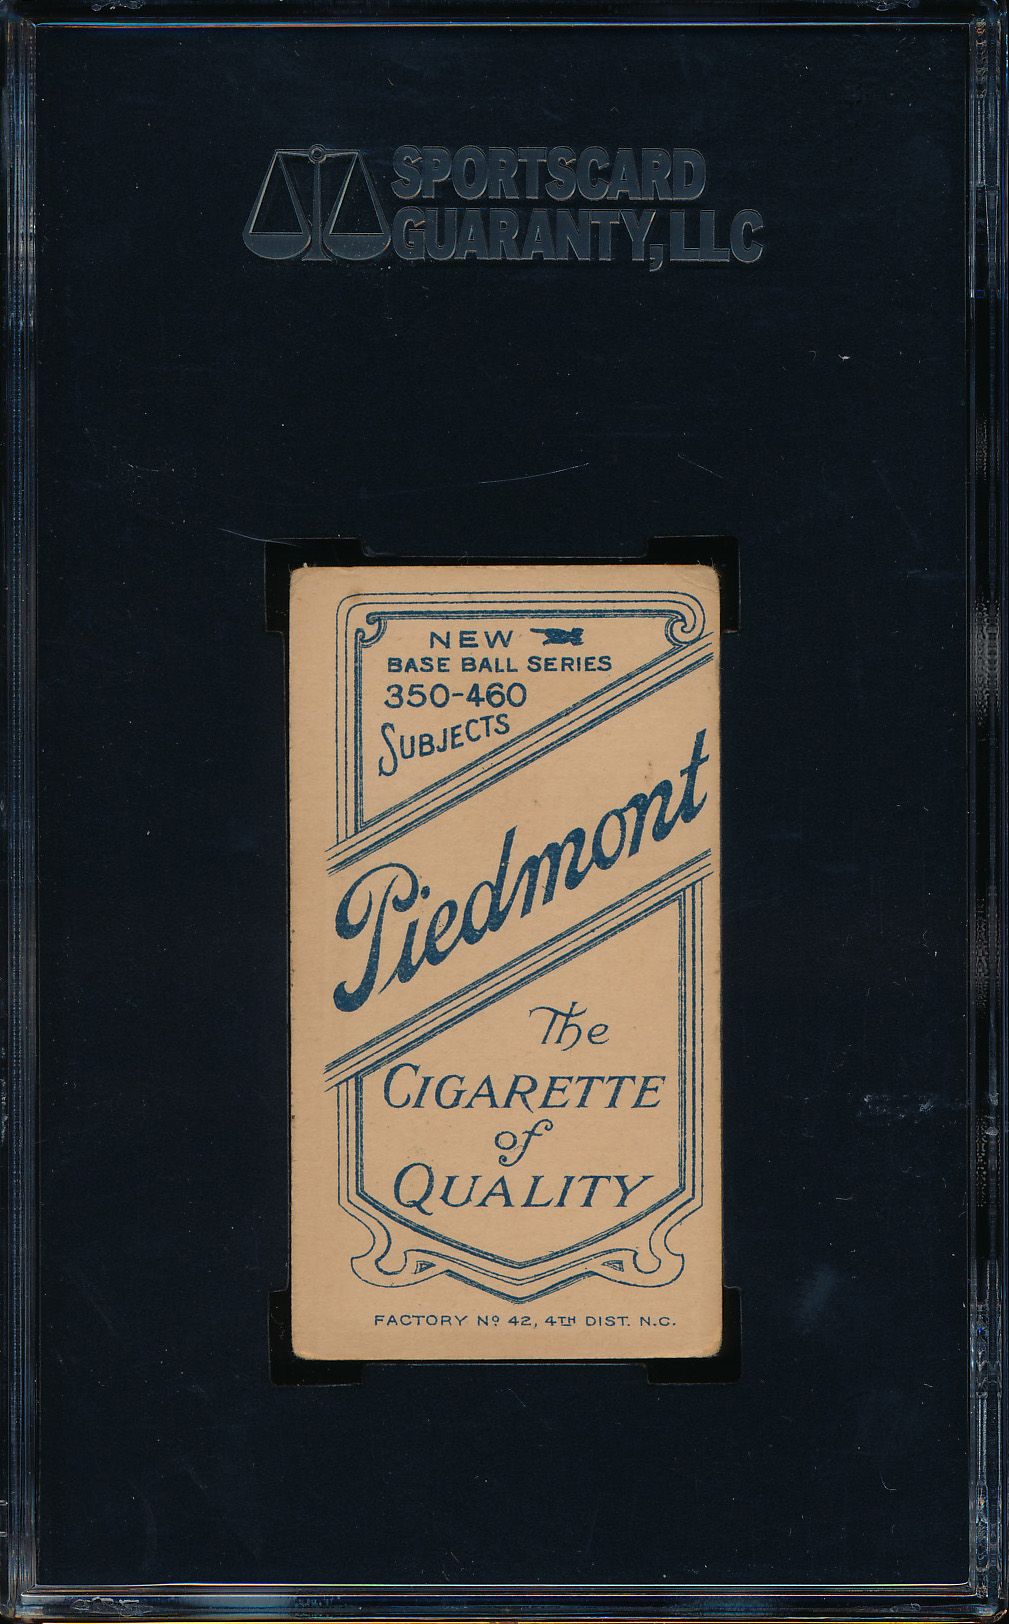 SPORTSCARD
GUARANTY, LLC
NEW
BASE BALL SERIES
350-460
SUBJECTS
Piedmont
The
CIGARETTE
of
QUALITY
FACTORY Nº 42, 4TH DIST. N.C.